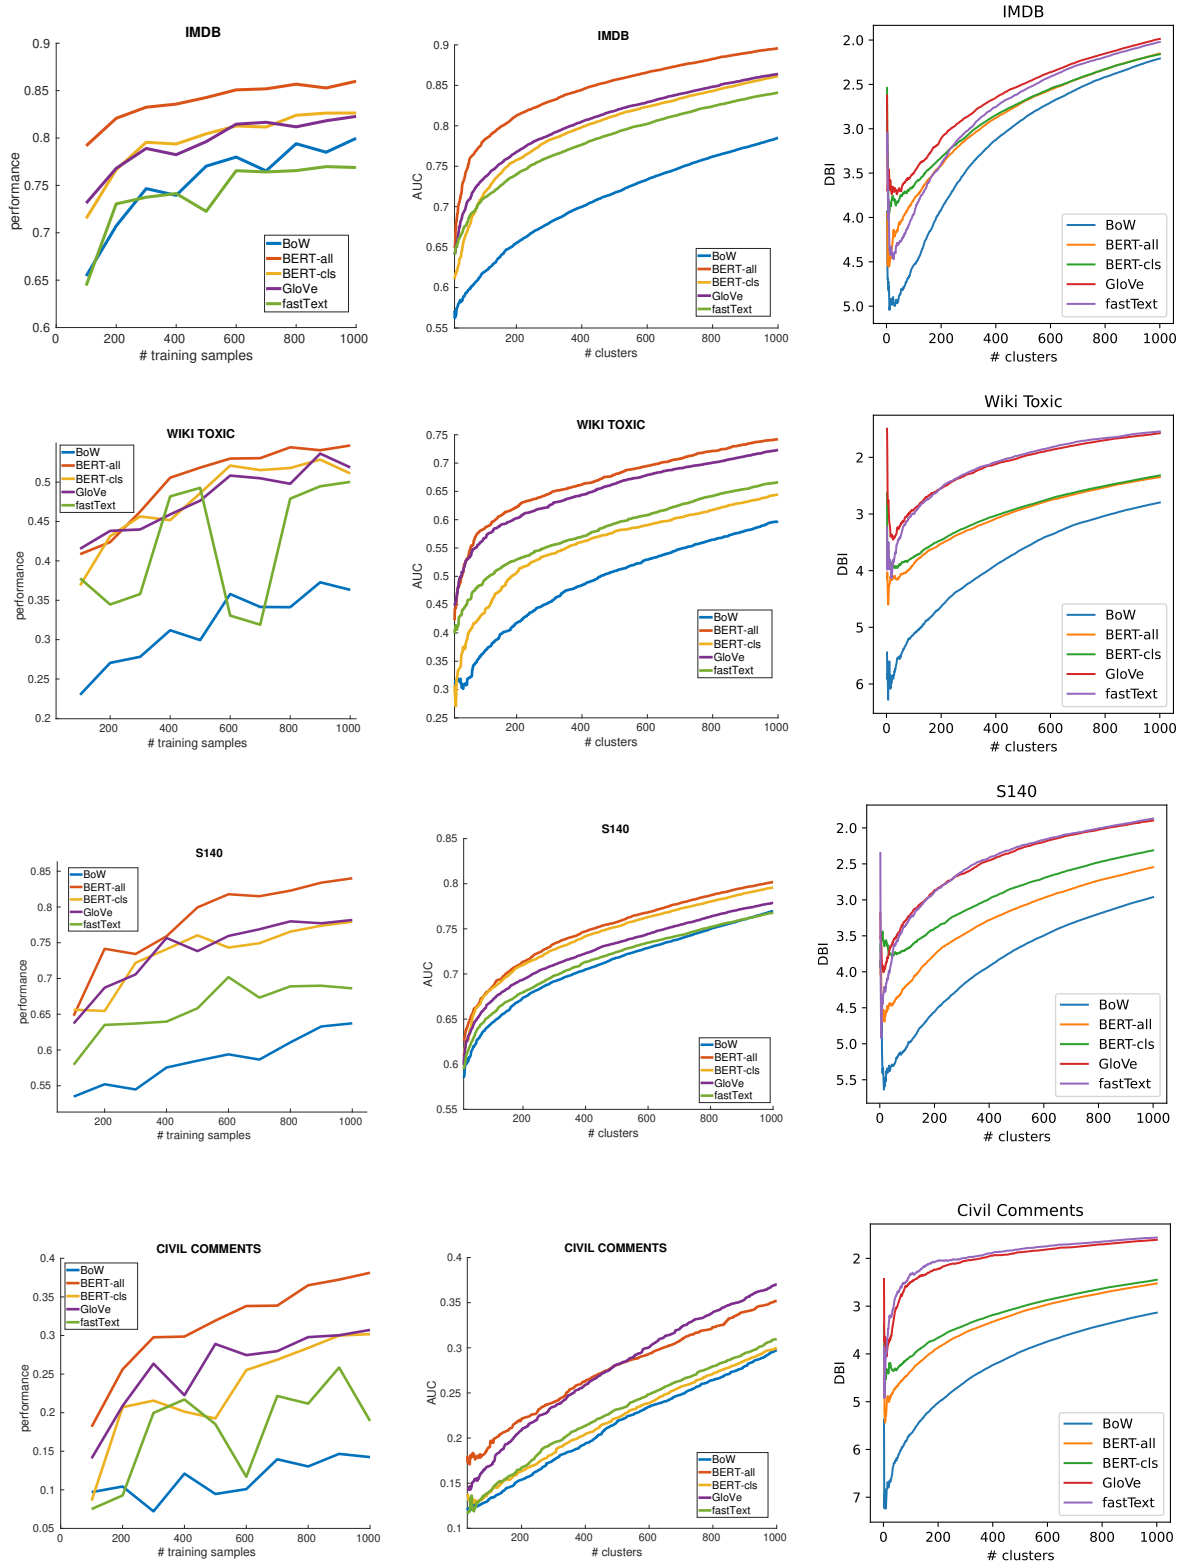 IMDB
0.9
0.85
0.8
0.75
0.7
0.65
0.6
0
200
400
600
800
1000
performance
# training samples
BoW
BERT-all
BERT-cls
GloVe
fastText
IMDB
0.9
0.85
0.8
0.75
0.7
0.65
0.6
0.55
200
400
600
800
1000
AUC
# clusters
BoW
BERT-all
BERT-cls
GloVe
fastText
IMDB
2.0
2.5
3.0
3.5
4.0
4.5
5.0
0
200
400
600
800
1000
DBI
# clusters
BoW
BERT-all
BERT-cls
GloVe
fastText
WIKI TOXIC
0.5
0.45
0.4
0.35
0.3
0.25
0.2
200
400
600
800
1000
performance
# training samples
BoW
BERT-all
BERT-cls
GloVe
fastText
WIKI TOXIC
0.75
0.7
0.65
0.6
0.55
0.5
0.45
0.4
0.35
0.3
0.25
200
400
600
800
1000
AUC
# clusters
BoW
BERT-all
BERT-cls
GloVe
fastText
Wiki Toxic
2
3
4
5
6
0
200
400
600
800
1000
DBI
# clusters
BoW
BERT-all
BERT-cls
GloVe
fastText
S140
0.85
0.8
0.75
0.7
0.65
0.6
0.55
200
400
600
800
1000
performance
# training samples
BoW
BERT-all
BERT-cls
GloVe
fastText
S140
0.85
0.8
0.75
0.7
0.65
0.6
0.55
200
400
600
800
1000
AUC
# clusters
BoW
BERT-all
BERT-cls
GloVe
fastText
S140
2.0
2.5
3.0
3.5
4.0
4.5
5.0
5.5
0
200
400
600
800
1000
DBI
# clusters
BoW
BERT-all
BERT-cls
GloVe
fastText
CIVIL COMMENTS
0.4
0.35
0.3
0.25
0.2
0.15
0.1
0.05
0
200
400
600
800
1000
performance
# training samples
BoW
BERT-all
BERT-cls
GloVe
fastText
CIVIL COMMENTS
0.4
0.35
0.3
0.25
0.2
0.15
0.1
200
400
600
800
1000
AUC
# clusters
BoW
BERT-all
BERT-cls
GloVe
fastText
Civil Comments
2
3
4
5
6
7
0
200
400
600
800
1000
DBI
# clusters
BoW
BERT-all
BERT-cls
GloVe
fastText